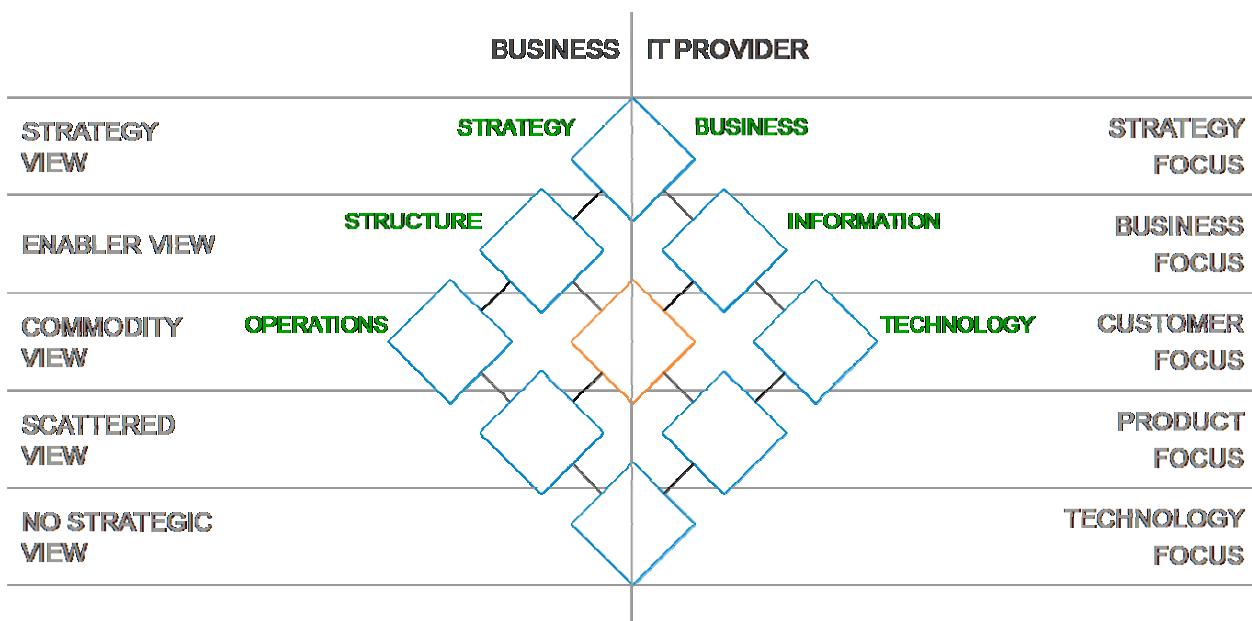 BUSINESS IT PROVIDER
STRATEGY
VIEW
STRATEGY
BUSINESS
STRATEGY
FOCUS
ENABLER VIEW
STRUCTURE
INFORMATION
BUSINESS
FOCUS
COMMODITY
VIEW
OPERATIONS
TECHNOLOGY
CUSTOMER
FOCUS
SCATTERED
VIEW
PRODUCT
FOCUS
NO STRATEGIC
VIEW
TECHNOLOGY
FOCUS